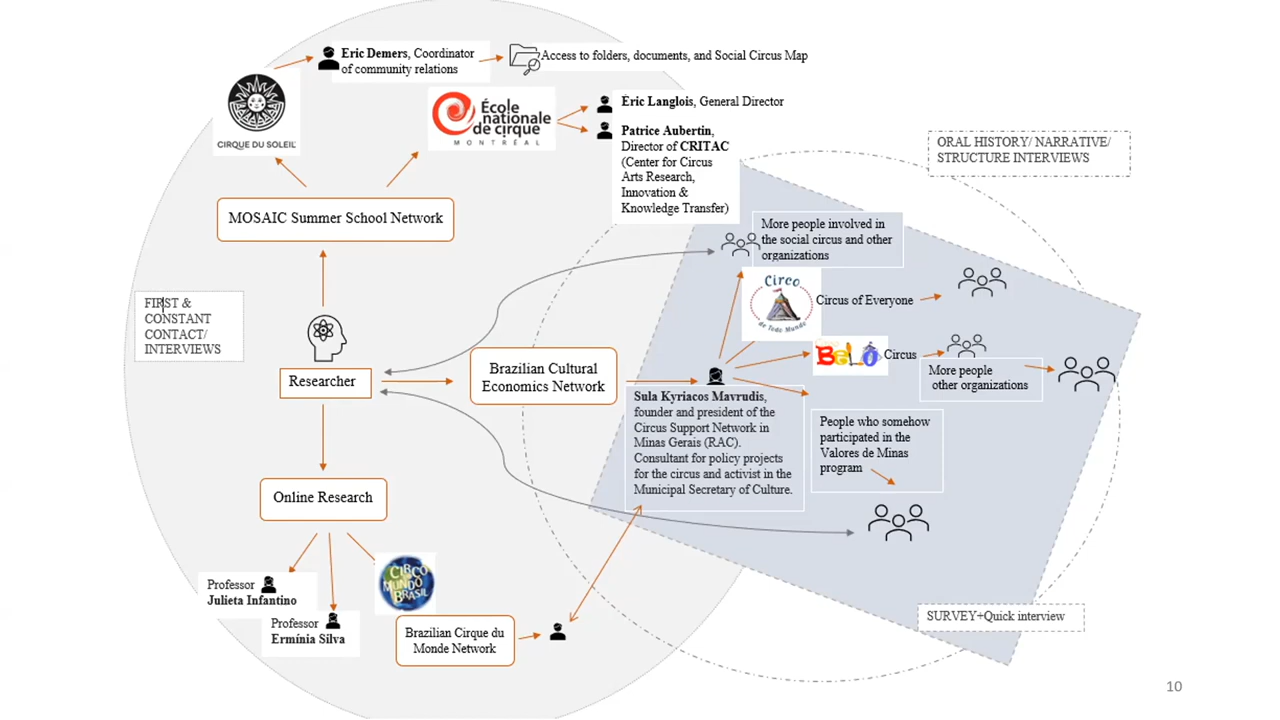 Eric Demers, Coordinator
of community relations
Access to folders, documents, and Social Circus Map
CIRQUE DU SOLEIL
École
nationale
de cirque
MONTRÉAL
Éric Langlois, General Director
Patrice Aubertin,
Director of CRITAC
(Center for Circus
Arts Research,
Innovation &
Knowledge Transfer)
ORAL HISTORY/ NARRATIVE/
STRUCTURE INTERVIEWS
MOSAIC Summer School Network
More people involved in
the social circus and other
organizations
Circo
de Todo Mundo
Circus of Everyone
FIRST &
CONSTANT
CONTACT/
INTERVIEWS
BeLÔ
Circus
Researcher
Brazilian Cultural
Economics Network
More people
other organizations
Sula Kyriacos Mavrudis,
founder and president of the
Circus Support Network in
Minas Gerais (RAC).
Consultant for policy projects
for the circus and activist in the
Municipal Secretary of Culture.
People who somehow
participated in the
Valores de Minas
program
Online Research
CIRCO
MUNDO
BRASIL
Professor
Julieta Infantino
Professor
Ermínia Silva
Brazilian Cirque du
Monde Network
SURVEY+Quick interview
10